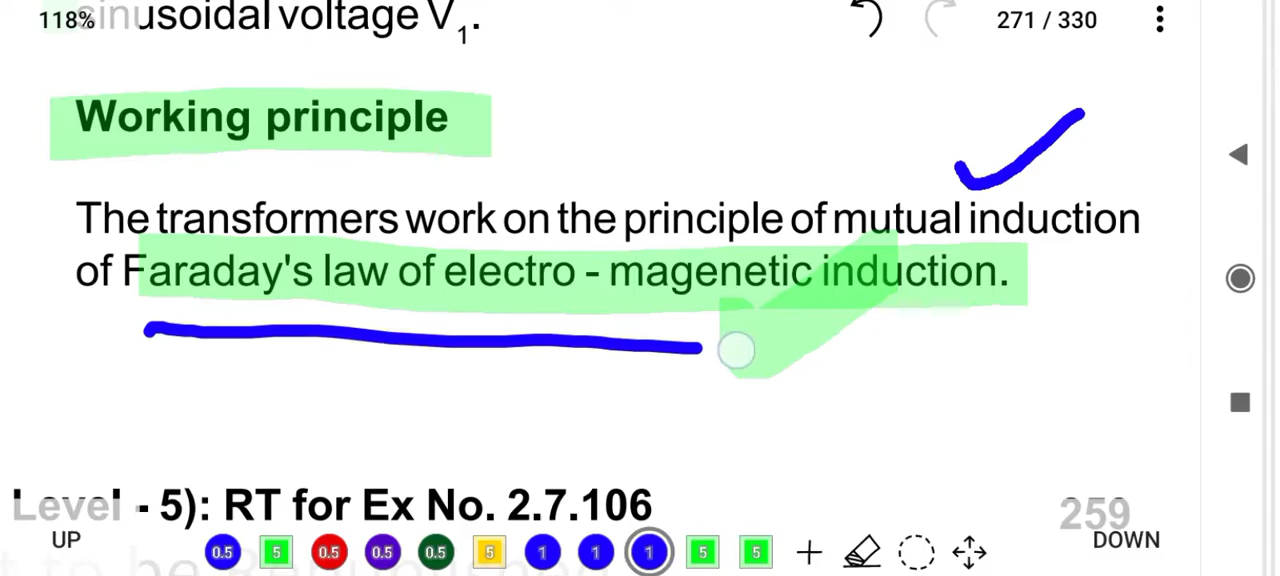 118% sinusoidal voltage V1. 271 / 330
Working principle
The transformers work on the principle of mutual induction
of Faraday's law of electro - magenetic induction.
Level - 5): RT for Ex No. 2.7.106 259
UP DOWN
0.5 5 0.5 0.5 0.5 5 1 1 1 5 5